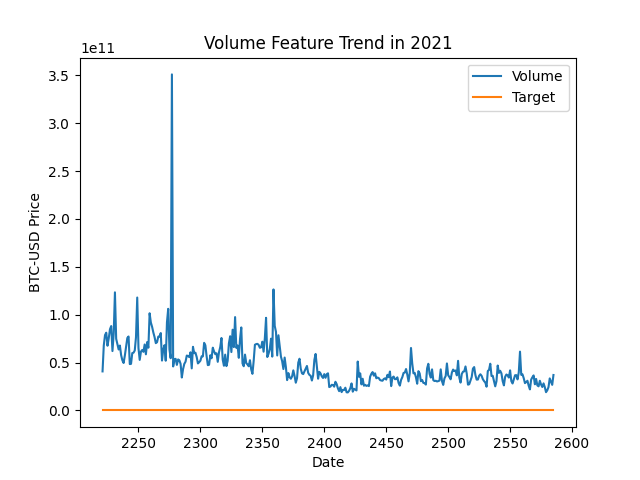 Volume Feature Trend in 2021
1e11
Volume
Target
3.5
3.0
2.5
2.0
1.5
1.0
0.5
0.0
BTC-USD Price
2250 2300 2350 2400 2450 2500 2550 2600
Date